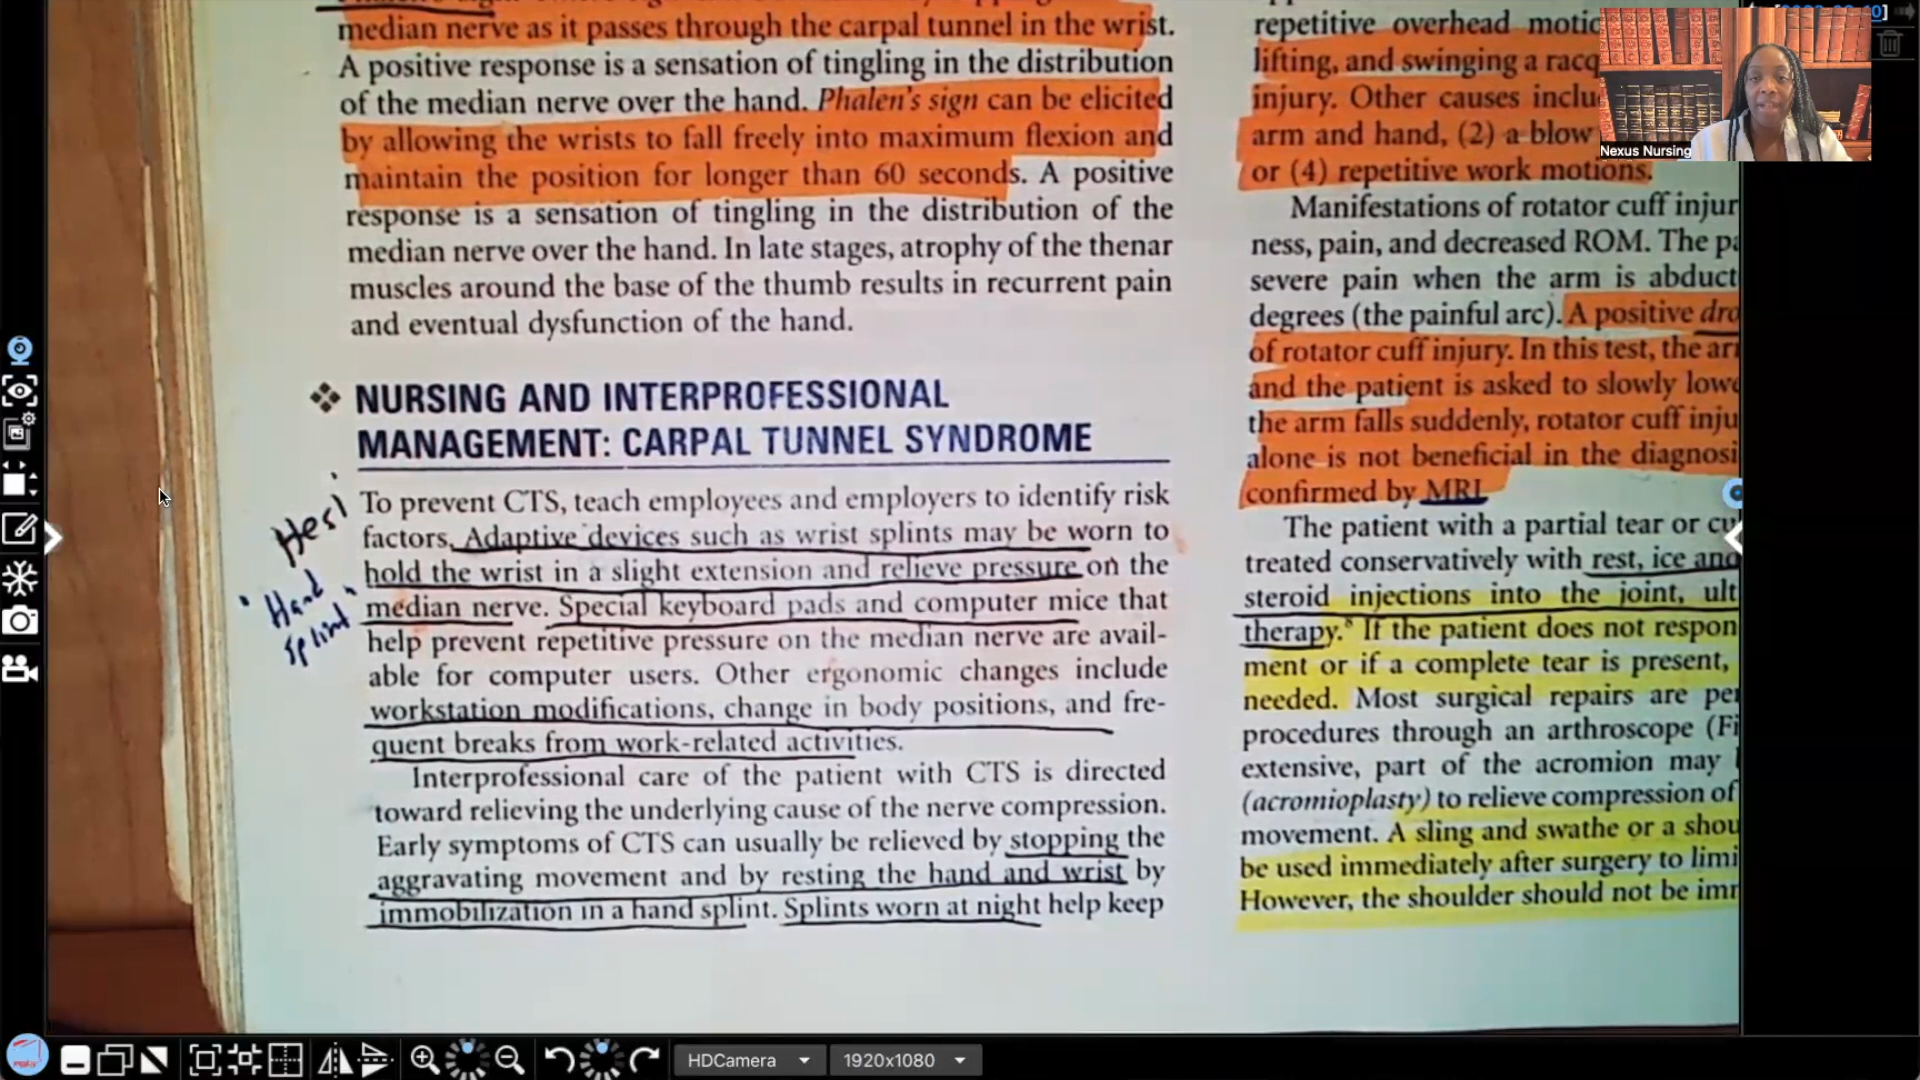 median nerve as it passes through the carpal tunnel in the wrist.
A positive response is a sensation of tingling in the distribution
of the median nerve over the hand. Phalen's sign can be elicited
by allowing the wrists to fall freely into maximum flexion and
maintain the position for longer than 60 seconds. A positive
response is a sensation of tingling in the distribution of the
median nerve over the hand. In late stages, atrophy of the thenar
muscles around the base of the thumb results in recurrent pain
and eventual dysfunction of the hand.
NURSING AND INTERPROFESSIONAL
MANAGEMENT: CARPAL TUNNEL SYNDROME
To prevent CTS, teach employees and employers to identify risk
factors. Adaptive devices such as wrist splints may be worn to
hold the wrist in a slight extension and relieve pressure on the
median nerve. Special keyboard pads and computer mice that
help prevent repetitive pressure on the median nerve are avail-
able for computer users. Other ergonomic changes include
workstation modifications, change in body positions, and fre-
quent breaks from work-related activities.
Interprofessional care of the patient with CTS is directed
toward relieving the underlying cause of the nerve compression.
Early symptoms of CTS can usually be relieved by stopping the
aggravating movement and by resting the hand and wrist by
immobilization in a hand splint. Splints worn at night help keep
Hand
splint
repetitive overhead
lifting, and swinging a
injury. Other causes
arm and hand, (2) a blow
or (4) repetitive work motions.
Manifestations of rotator cuff
ness, pain, and decreased ROM. The
severe pain when the arm is
degrees (the painful arc). A positive
of rotator cuff injury. In this test, the
and the patient is asked to slowly
the arm falls suddenly, rotator cuff
alone is not beneficial in the
confirmed by MRI.
The patient with a partial tear or
treated conservatively with rest, ice
steroid injections into the joint,
therapy.⁸ If the patient does not
ment or if a complete tear is present,
needed. Most surgical repairs are
procedures through an arthroscope
extensive, part of the acromion may
(acromioplasty) to relieve compression of
movement. A sling and swathe or a
be used immediately after surgery to
However, the shoulder should not be
Nexus Nursing
HDCamera
1920x1080